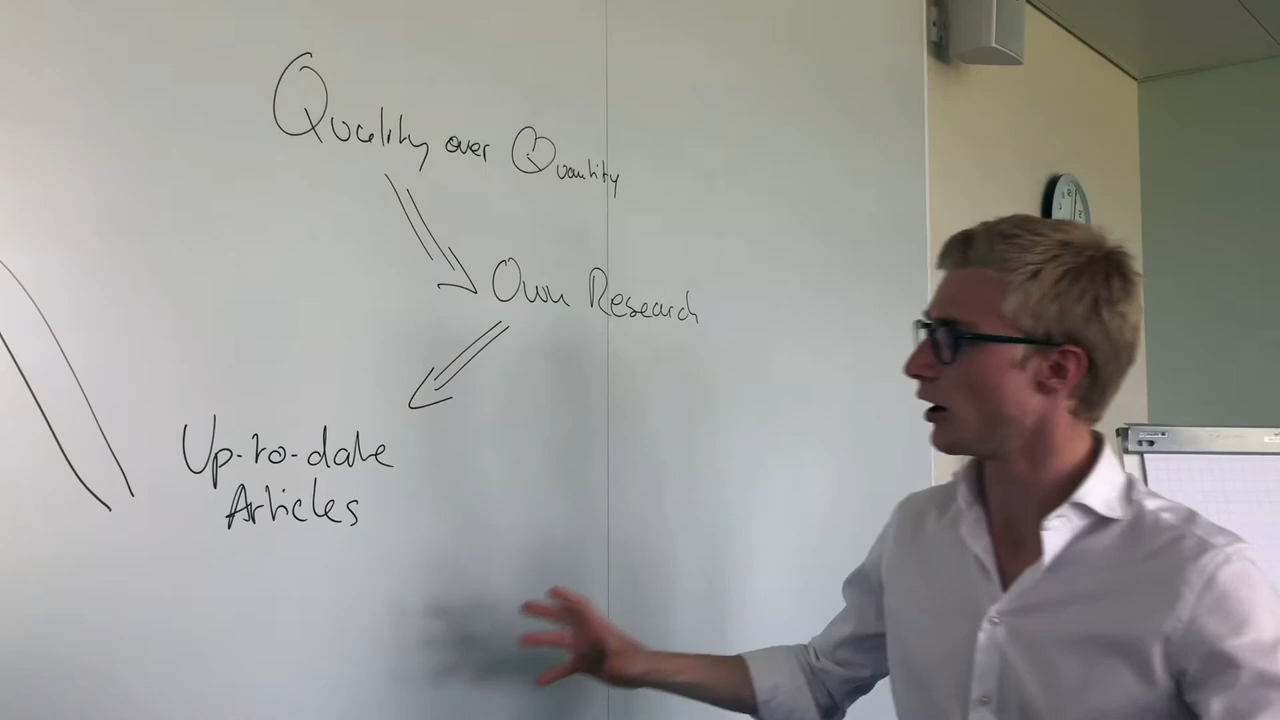 Quality over Quantity
Own Research
Up-to-date
Articles